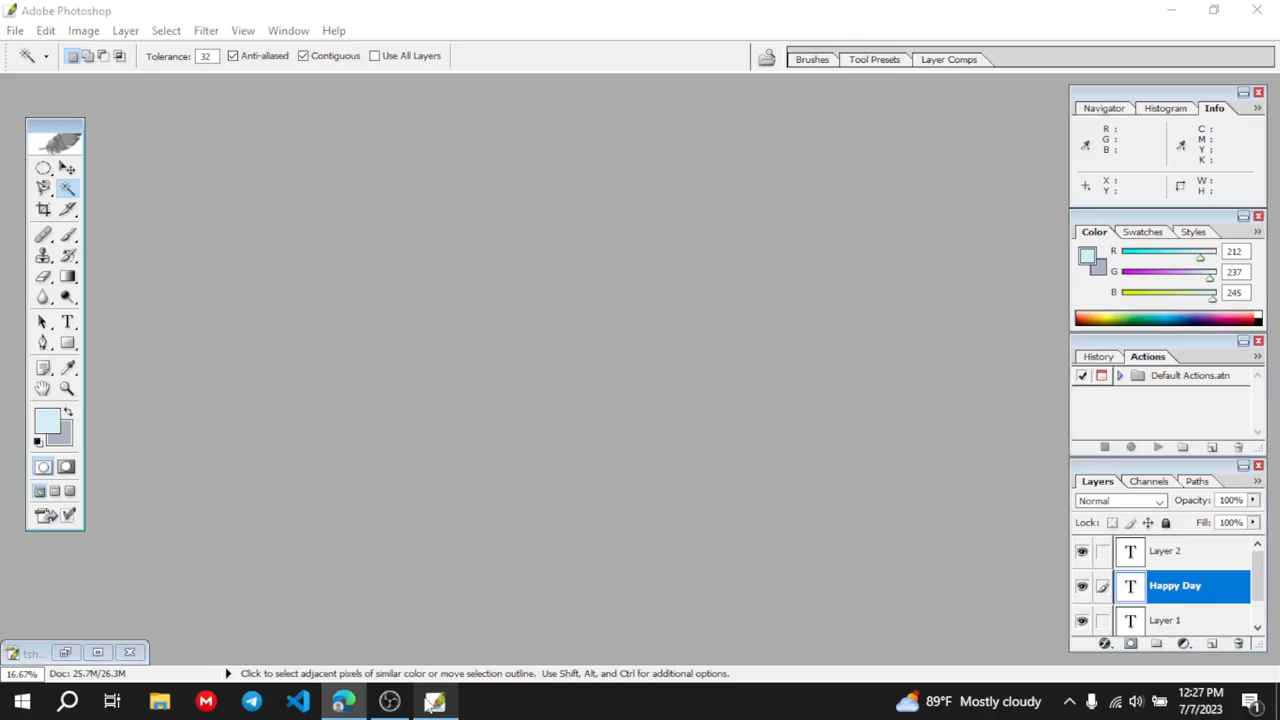 Adobe Photoshop
File Edit Image Layer Select Filter View Window Help
Tolerance: 32 Anti-aliased Contiguous Use All Layers
Brushes Tool Presets Layer Comps
Navigator Histogram Info
R : C :
G : M :
B : Y :
K :
X : W :
Y : H :
Color Swatches Styles
R 212
G 237
B 245
History Actions
Default Actions.atn
Layers Channels Paths
Normal Opacity: 100%
Lock: Fill: 100%
T Layer 2
T Happy Day
T Layer 1
tsh...
16.67% Doc: 25.7M/26.3M Click to select adjacent pixels of similar color or move selection outline. Use Shift, Alt, and Ctrl for additional options.
89°F Mostly cloudy
12:27 PM
7/7/2023
1